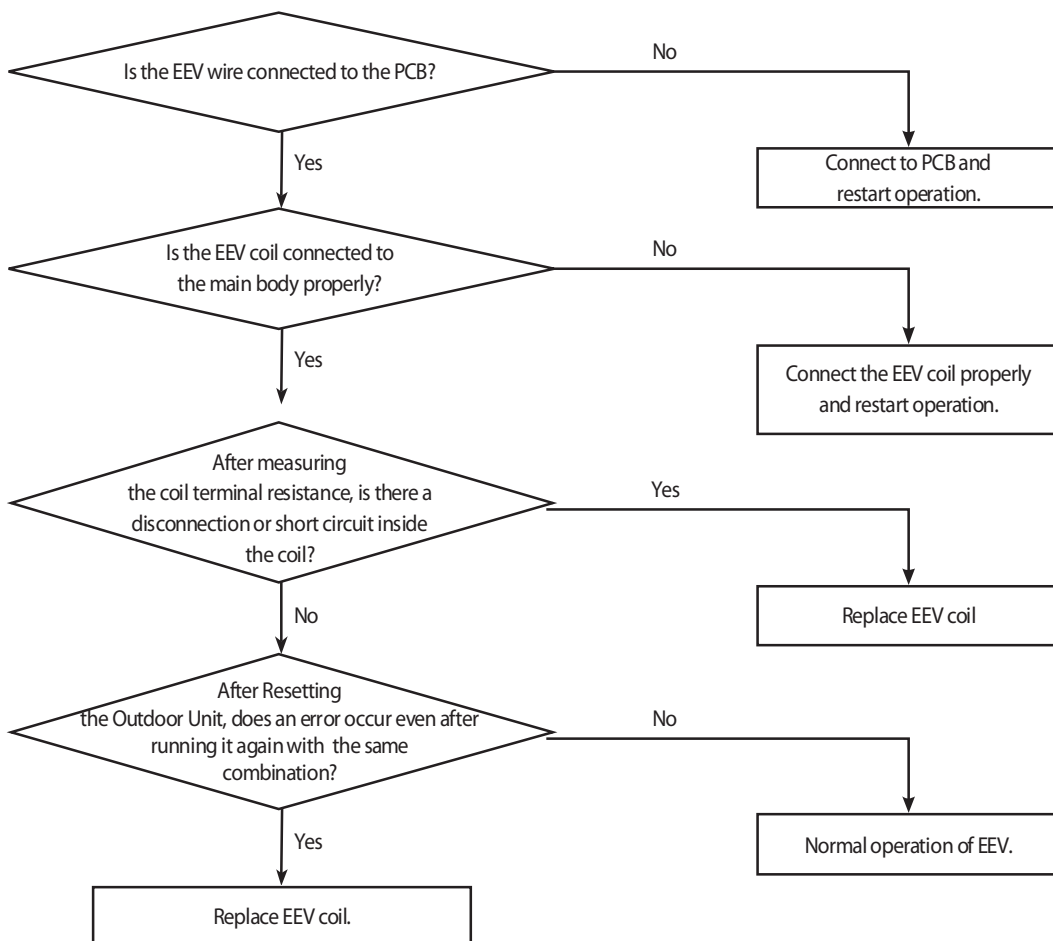 Is the EEV wire connected to the PCB?
No
Connect to PCB and
restart operation.
Yes
Is the EEV coil connected to
the main body properly?
No
Connect the EEV coil properly
and restart operation.
Yes
After measuring
the coil terminal resistance, is there a
disconnection or short circuit inside
the coil?
Yes
Replace EEV coil
No
After Resetting
the Outdoor Unit, does an error occur even after
running it again with the same
combination?
No
Normal operation of EEV.
Yes
Replace EEV coil.